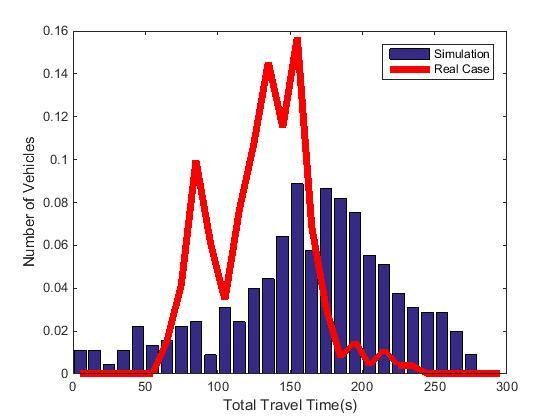 0.16
0.14
0.12
0.1
0.08
0.06
0.04
0.02
0
Number of Vehicles
Simulation
Real Case
0 50 100 150 200 250 300
Total Travel Time(s)